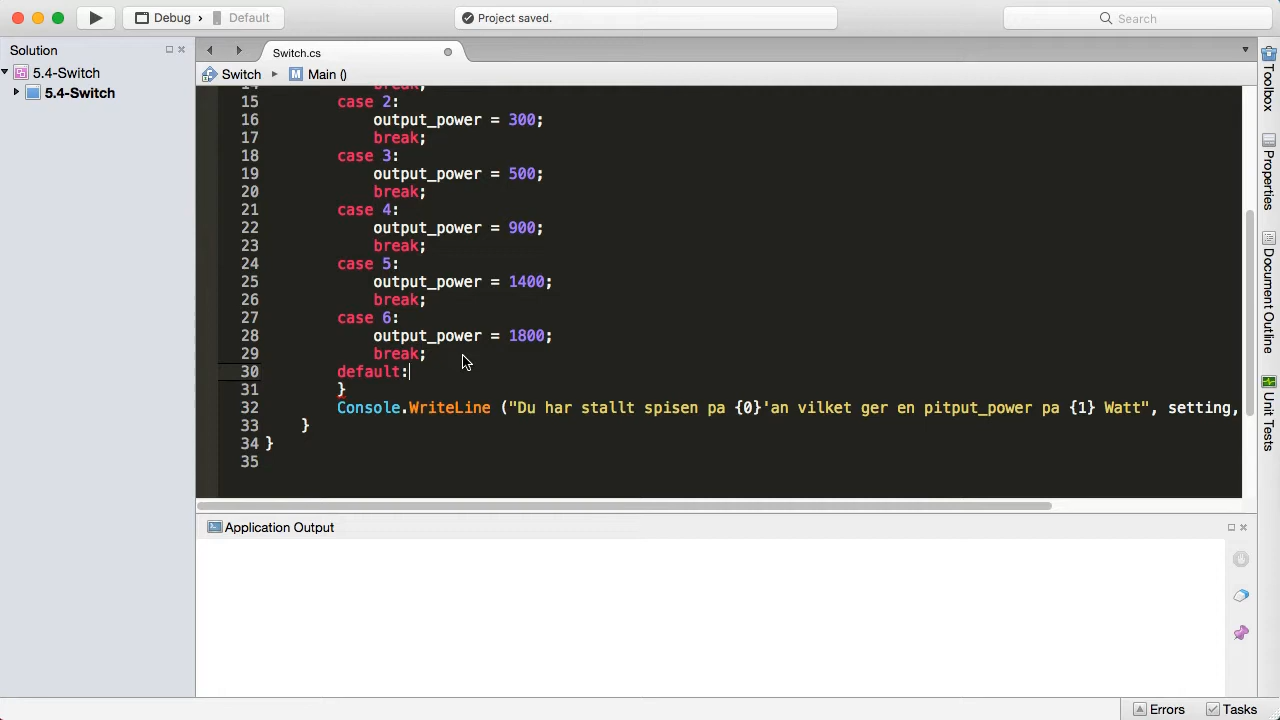 Debug > Default
Project saved.
Search
Solution
5.4-Switch
5.4-Switch
Switch.cs
Switch Main ()
14 break;
15 case 2:
16 output_power = 300;
17 break;
18 case 3:
19 output_power = 500;
20 break;
21 case 4:
22 output_power = 900;
23 break;
24 case 5:
25 output_power = 1400;
26 break;
27 case 6:
28 output_power = 1800;
29 break;
30 default:
31 }
32 Console.WriteLine ("Du har stallt spisen pa {0}'an vilket ger en pitput_power pa {1} Watt", setting,
33 }
34 }
35
Application Output
Toolbox
Properties
Document Outline
Unit Tests
Errors Tasks